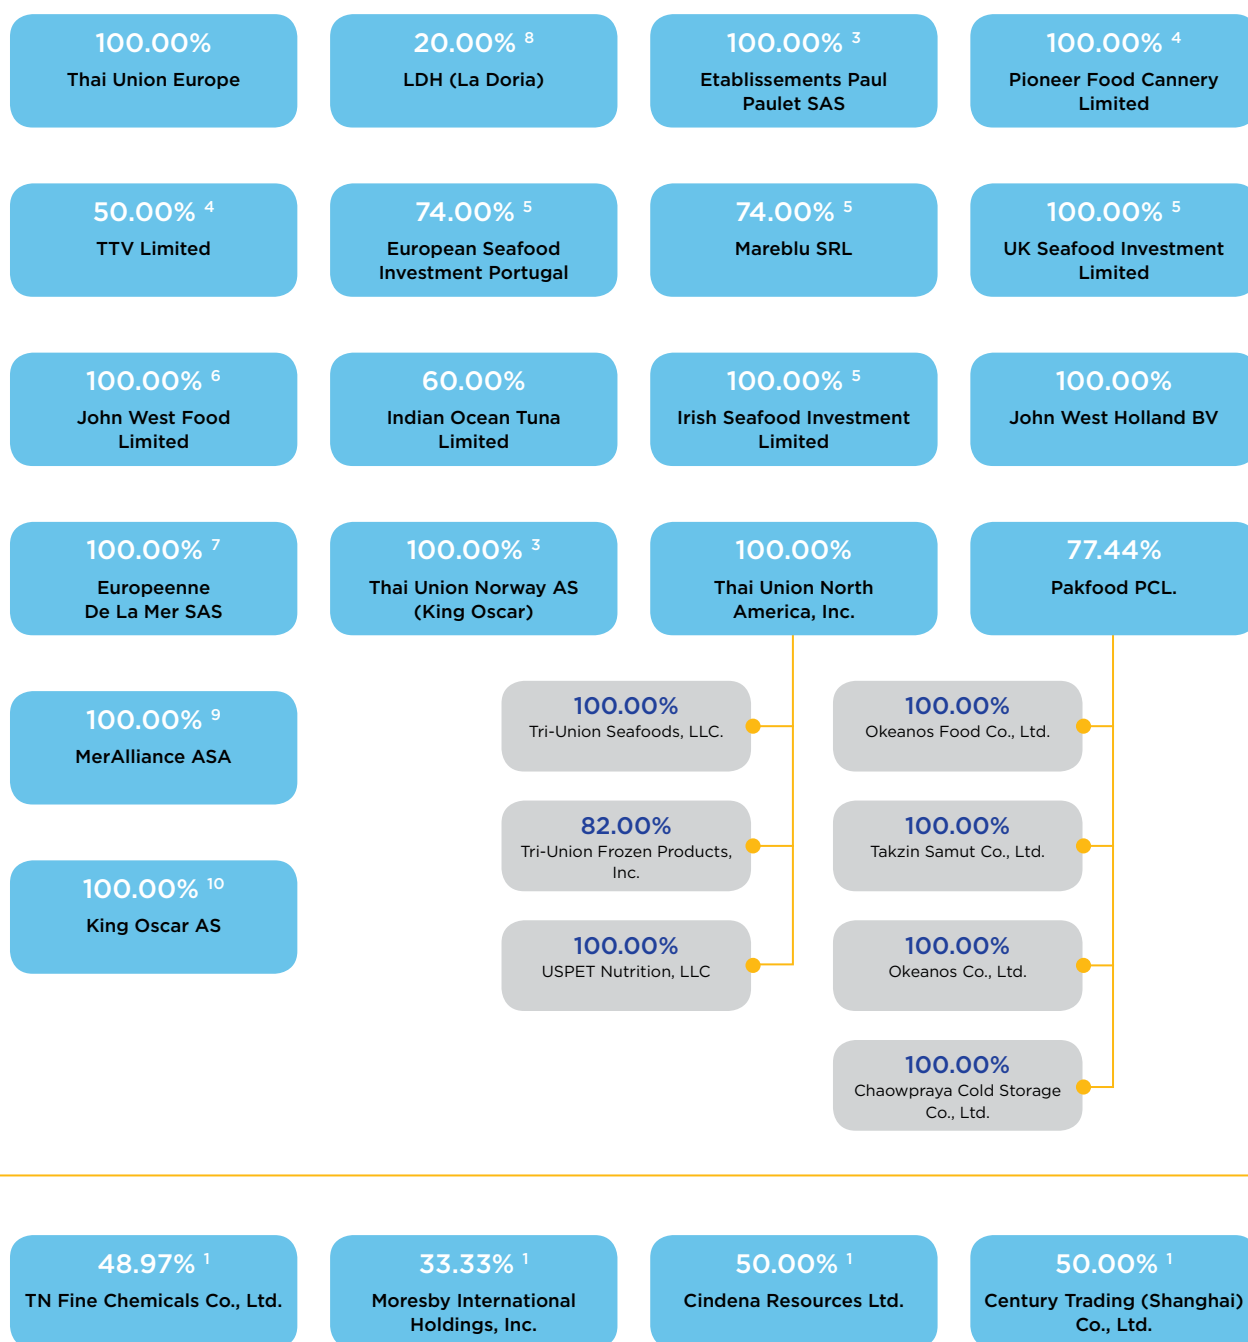 100.00%
Thai Union Europe
20.00% 8
LDH (La Doria)
100.00% 3
Etablissements Paul
Paulet SAS
100.00% 4
Pioneer Food Cannery
Limited
50.00% 4
TTV Limited
74.00% 5
European Seafood
Investment Portugal
74.00% 5
Mareblu SRL
100.00% 5
UK Seafood Investment
Limited
100.00% 6
John West Food
Limited
60.00%
Indian Ocean Tuna
Limited
100.00% 5
Irish Seafood Investment
Limited
100.00%
John West Holland BV
100.00% 7
Europeenne
De La Mer SAS
100.00% 3
Thai Union Norway AS
(King Oscar)
100.00%
Thai Union North
America, Inc.
77.44%
Pakfood PCL.
100.00% 9
MerAlliance ASA
100.00% 10
King Oscar AS
100.00%
Tri-Union Seafoods, LLC.
82.00%
Tri-Union Frozen Products,
Inc.
100.00%
USPET Nutrition, LLC
100.00%
Okeanos Food Co., Ltd.
100.00%
Takzin Samut Co., Ltd.
100.00%
Okeanos Co., Ltd.
100.00%
Chaowpraya Cold Storage
Co., Ltd.
48.97% 1
TN Fine Chemicals Co., Ltd.
33.33% 1
Moresby International
Holdings, Inc.
50.00% 1
Cindena Resources Ltd.
50.00% 1
Century Trading (Shanghai)
Co., Ltd.